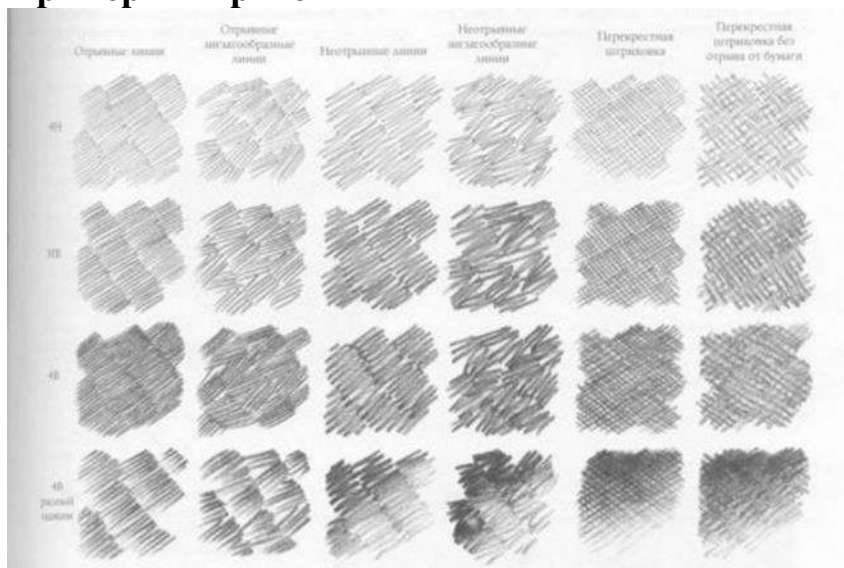 Отрывные линии
Отрывные
зигзагообразные
линии
Неотрывные линии
Неотрывные
зигзагообразные
линии
Перекрестная
штриховка
Перекрестная
штриховка без
отрыва от бумаги
4H
HB
4B
4B
разный
нажим